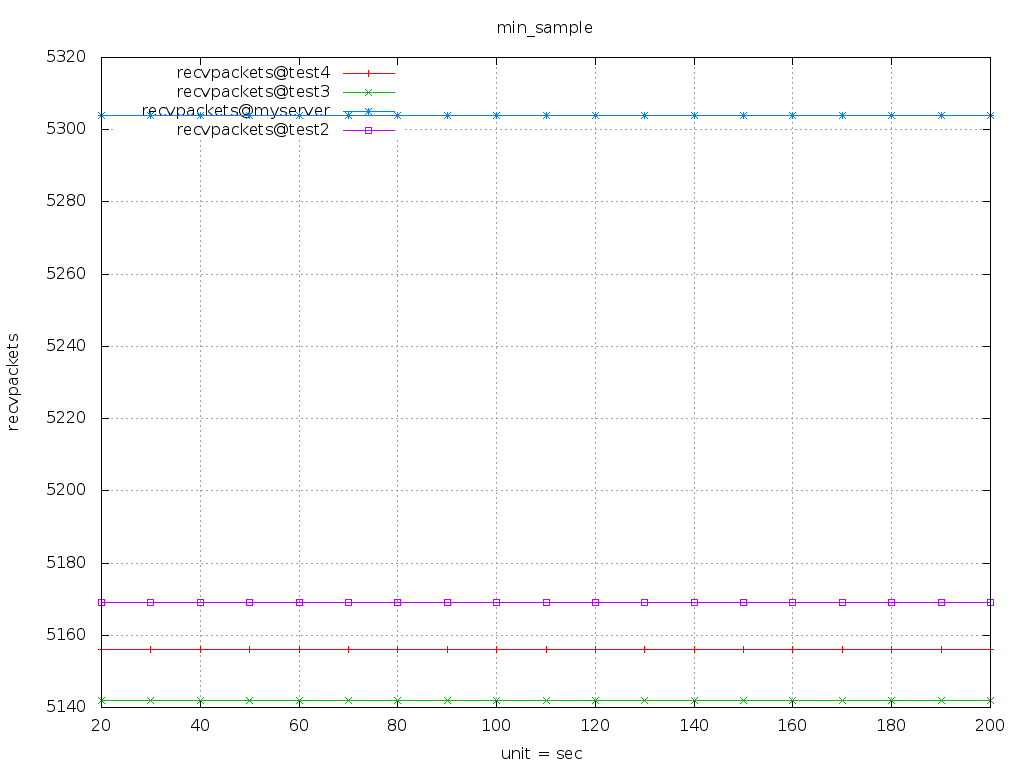 min_sample
5320
recvpackets@test4
recvpackets@test3
recvpackets@myserver
recvpackets@test2
5300
5280
5260
5240
5220
5200
5180
5160
5140
recvpackets
20 40 60 80 100 120 140 160 180 200
unit = sec